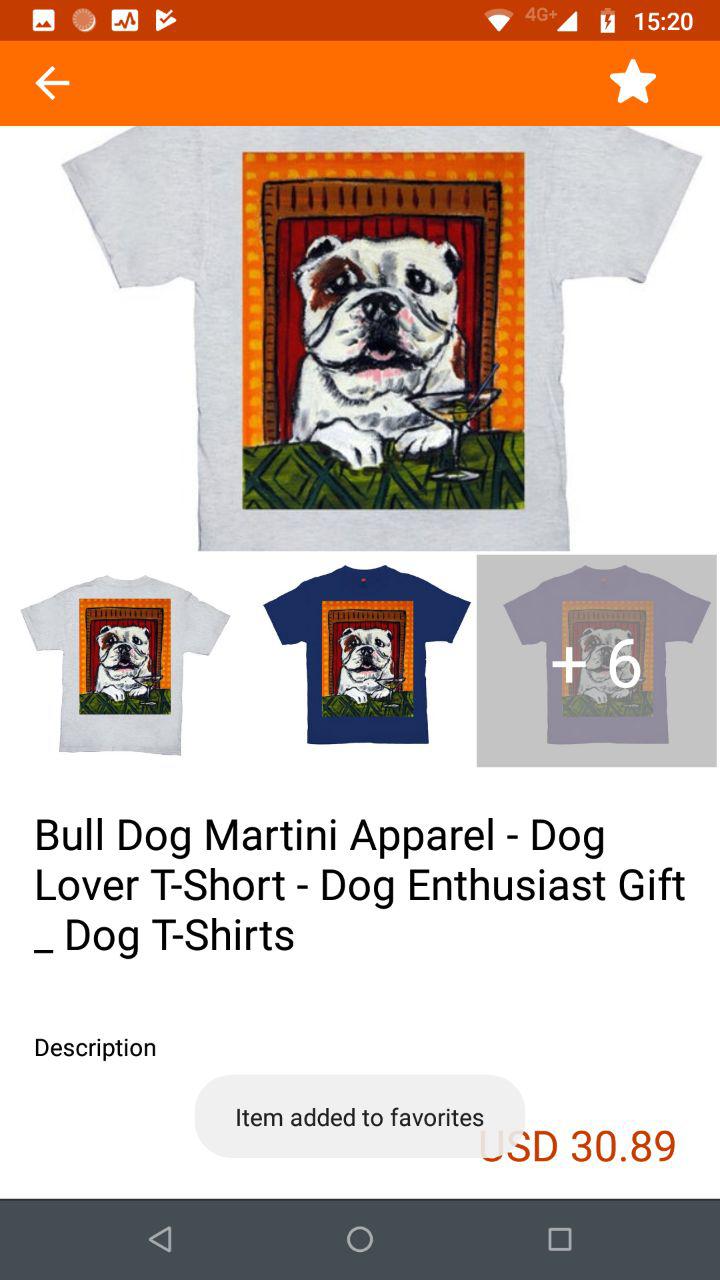 4G+ 15:20
+ 6
Bull Dog Martini Apparel - Dog
Lover T-Short - Dog Enthusiast Gift
_ Dog T-Shirts
Description
Item added to favorites
USD 30.89